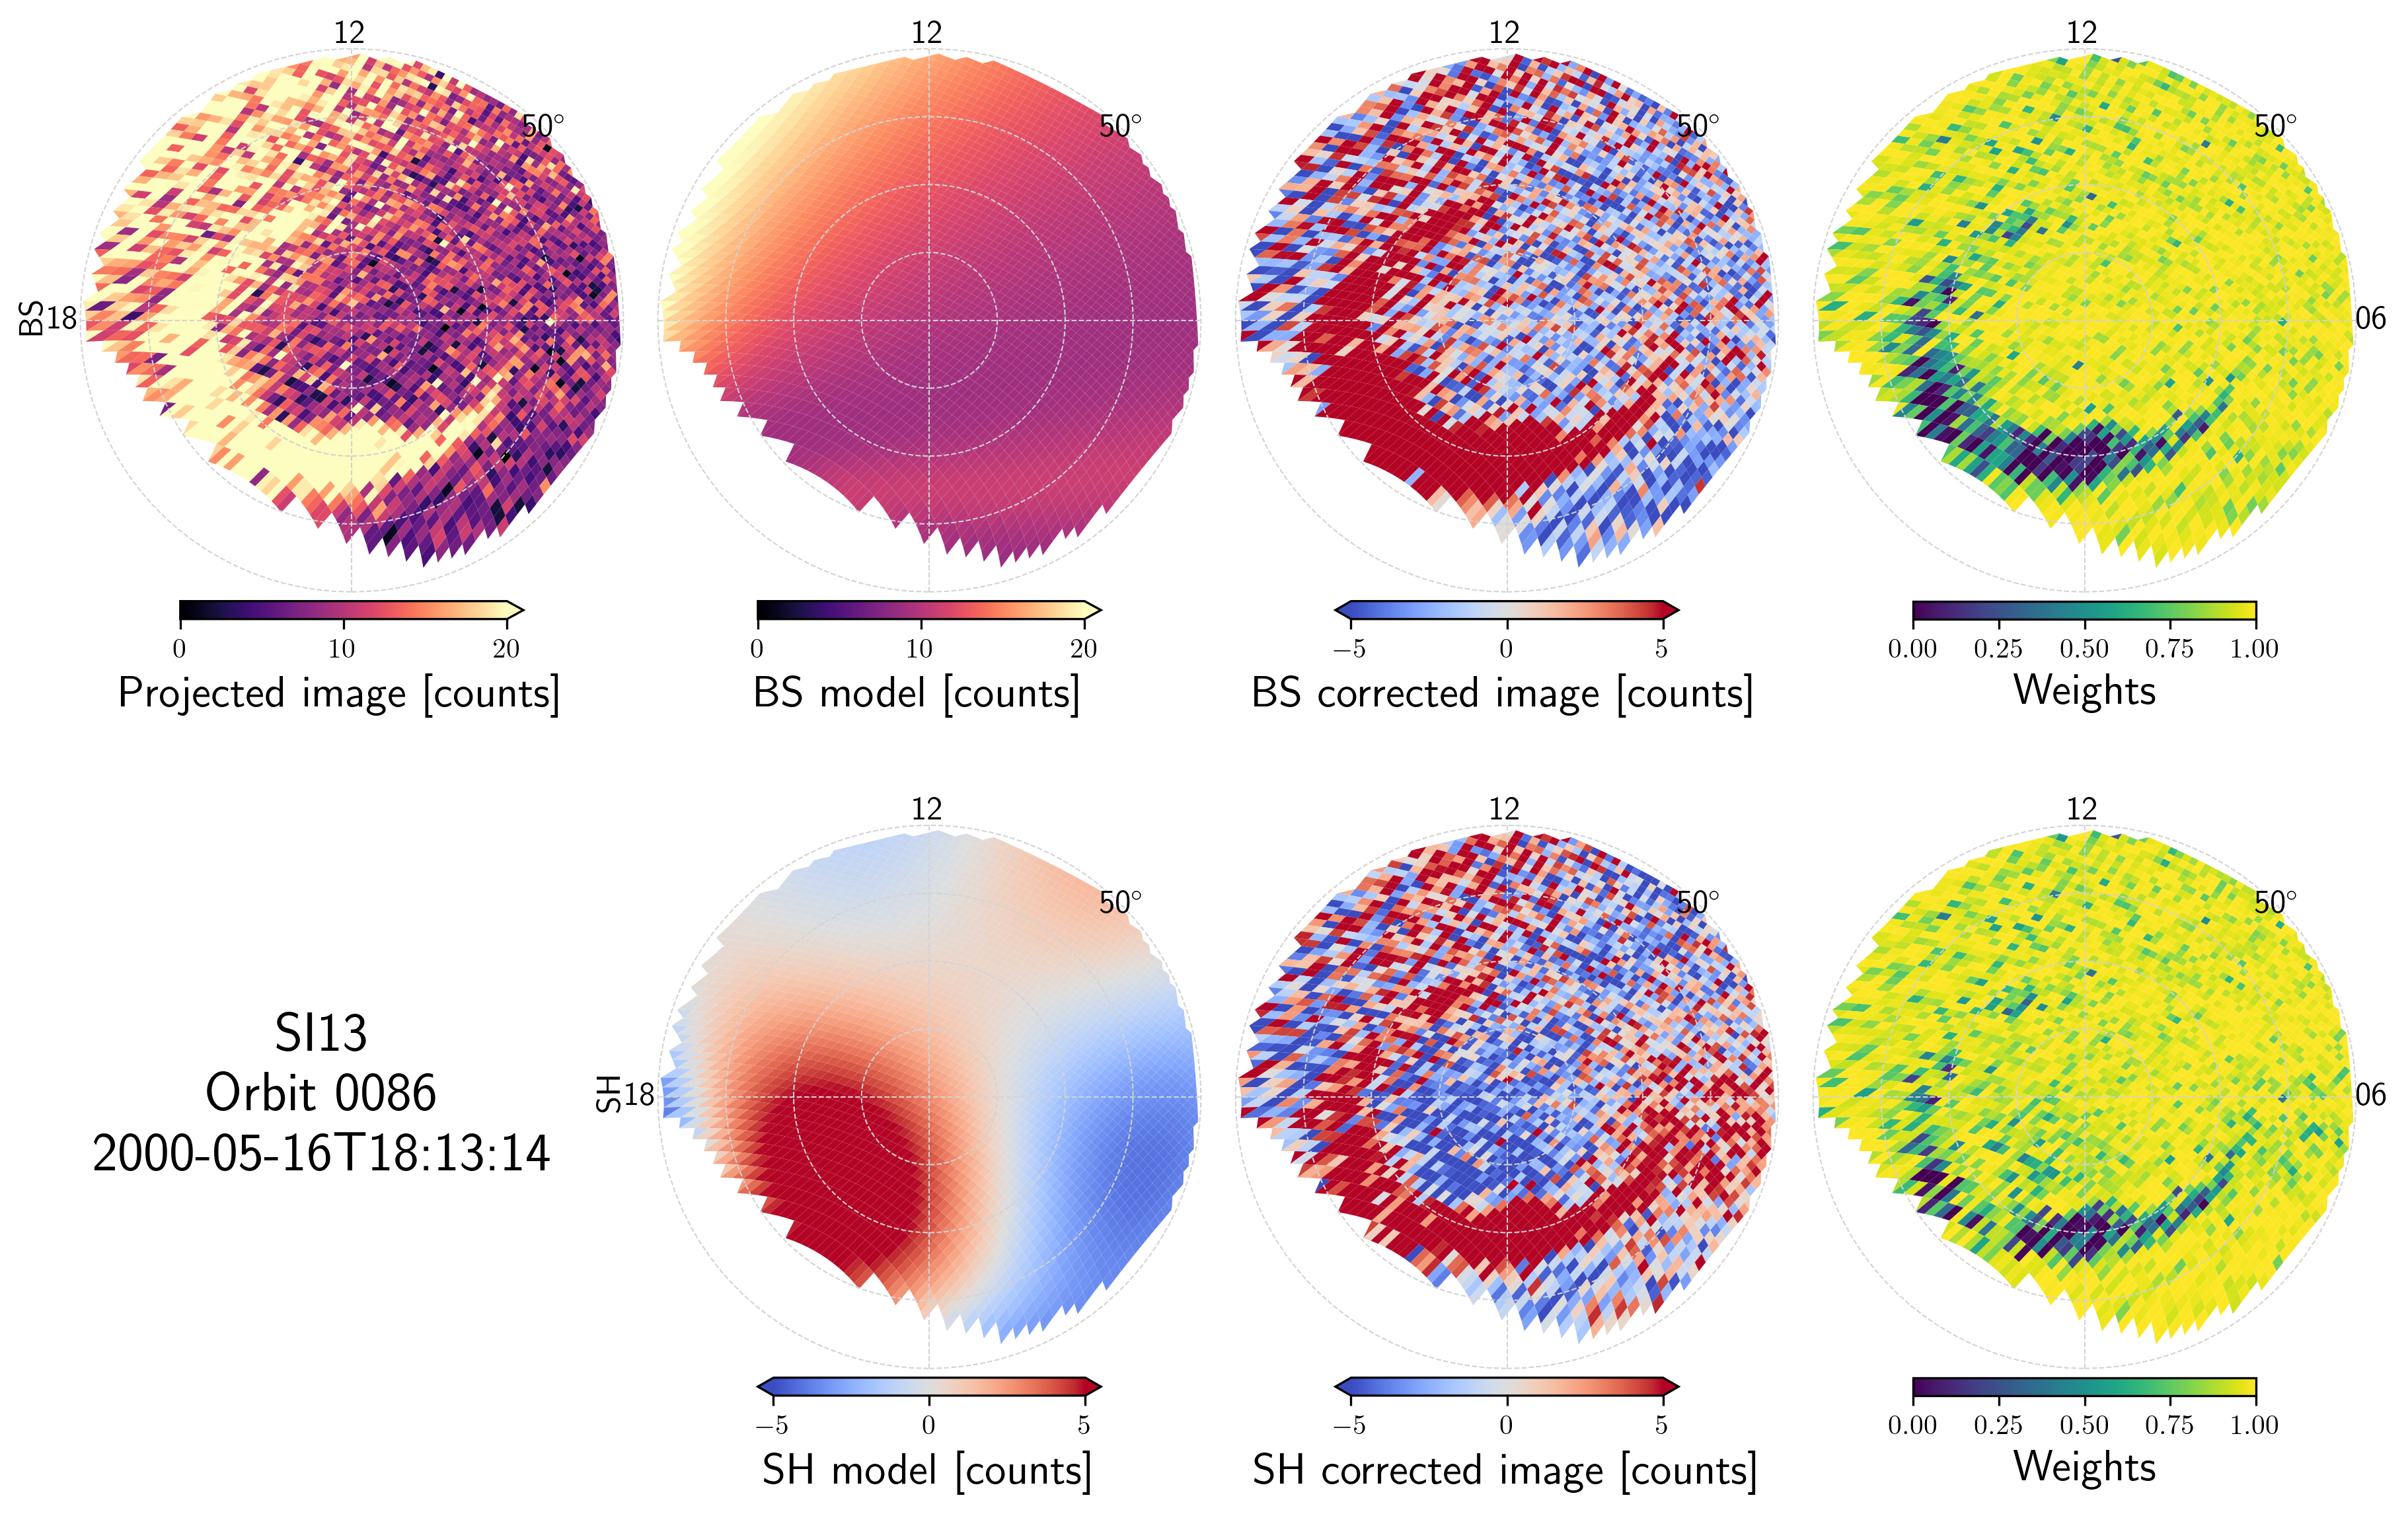 12 12 12 12
50° 50° 50° 50°
BS 18 06
0 10 20 0 10 20 −5 0 5 0.00 0.25 0.50 0.75 1.00
Projected image [counts] BS model [counts] BS corrected image [counts] Weights
12 12 12
50° 50° 50°
SI13
Orbit 0086
2000-05-16T18:13:14
SH 18 06
−5 0 5 −5 0 5 0.00 0.25 0.50 0.75 1.00
SH model [counts] SH corrected image [counts] Weights